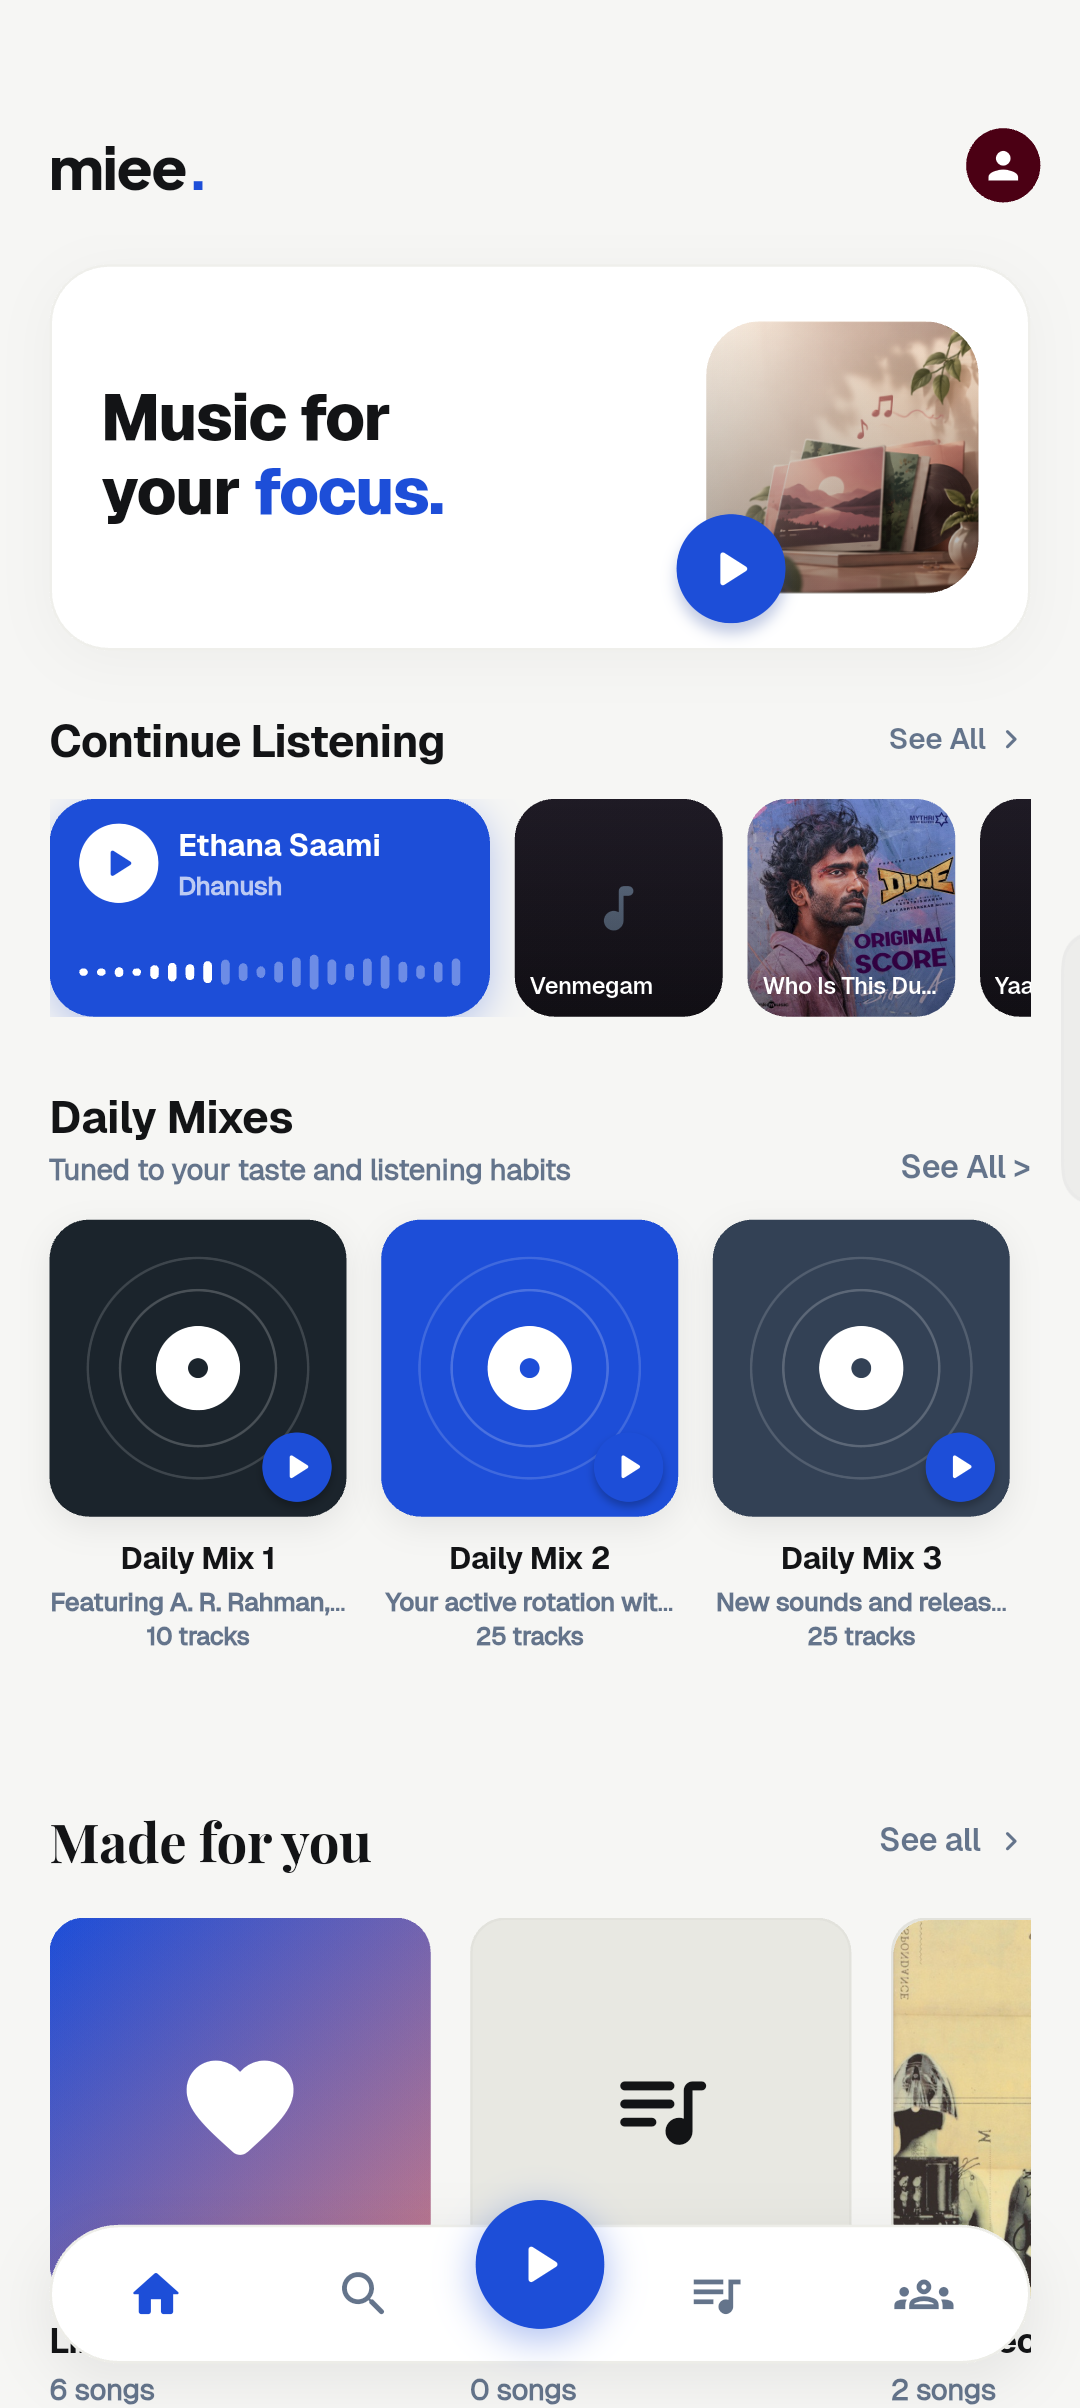 miee.
Music for
your focus.
Continue Listening
See All >
Ethana Saami
Dhanush
Venmegam
MYTHRI
DUDE
ORIGINAL
SCORE
Who Is This Du...
Yaa
Daily Mixes
Tuned to your taste and listening habits
See All >
Daily Mix 1
Featuring A. R. Rahman,...
10 tracks
Daily Mix 2
Your active rotation wit...
25 tracks
Daily Mix 3
New sounds and releas...
25 tracks
Made for you
See all >
SPONDANCE
6 songs
0 songs
2 songs